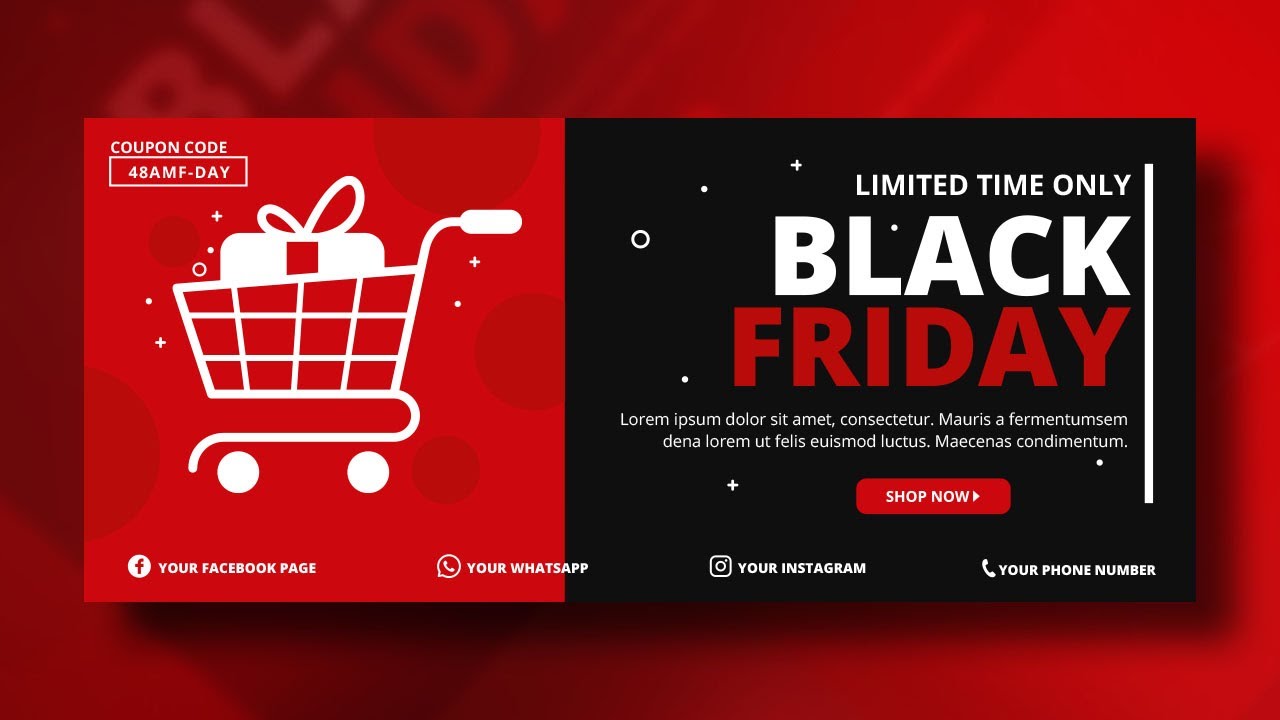 COUPON CODE
48AMF-DAY
LIMITED TIME ONLY
BLACK
FRIDAY
Lorem ipsum dolor sit amet, consectetur. Mauris a fermentumsem
dena lorem ut felis euismod luctus. Maecenas condimentum.
SHOP NOW
YOUR FACEBOOK PAGE
YOUR WHATSAPP
YOUR INSTAGRAM
YOUR PHONE NUMBER